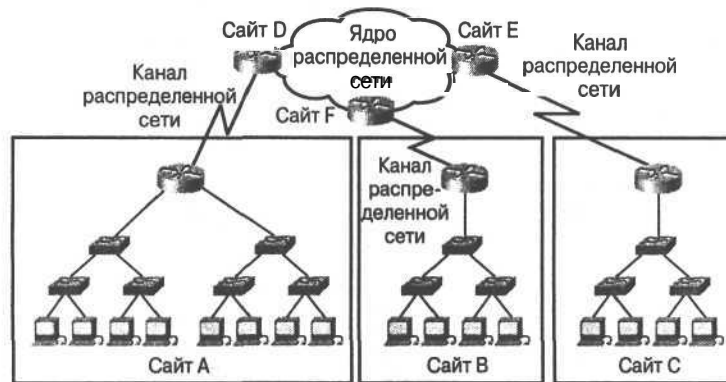 Сайт D
Ядро
распределенной
сети
Сайт E
Канал
распределенной
сети
Канал
распределенной
сети
Сайт F
Канал
распре-
деленной
сети
Сайт A
Сайт B
Сайт C